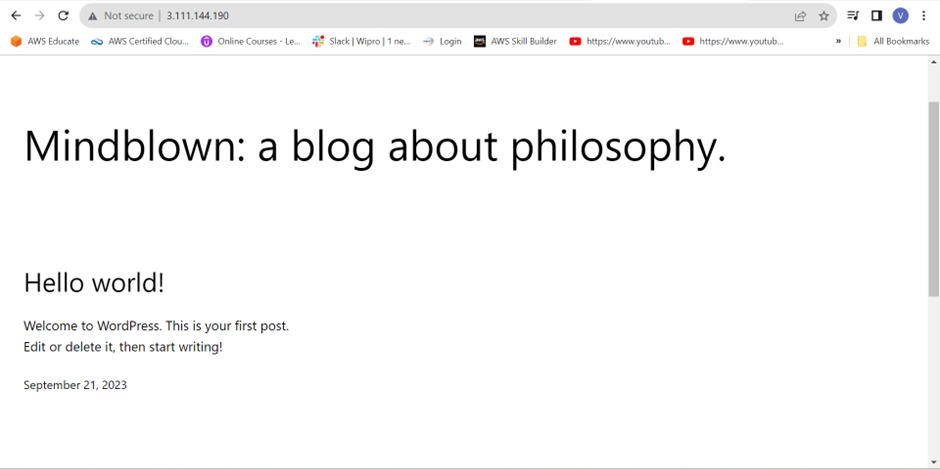 Not secure | 3.111.144.190
AWS Education AWS Certified Clou... Online Courses - Le... Slack | Wipro | 1 ne... Login AWS Skill Builder https://www.youtub... https://www.youtub... » All Bookmarks
Mindblown: a blog about philosophy.
Hello world!
Welcome to WordPress. This is your first post.
Edit or delete it, then start writing!
September 21, 2023